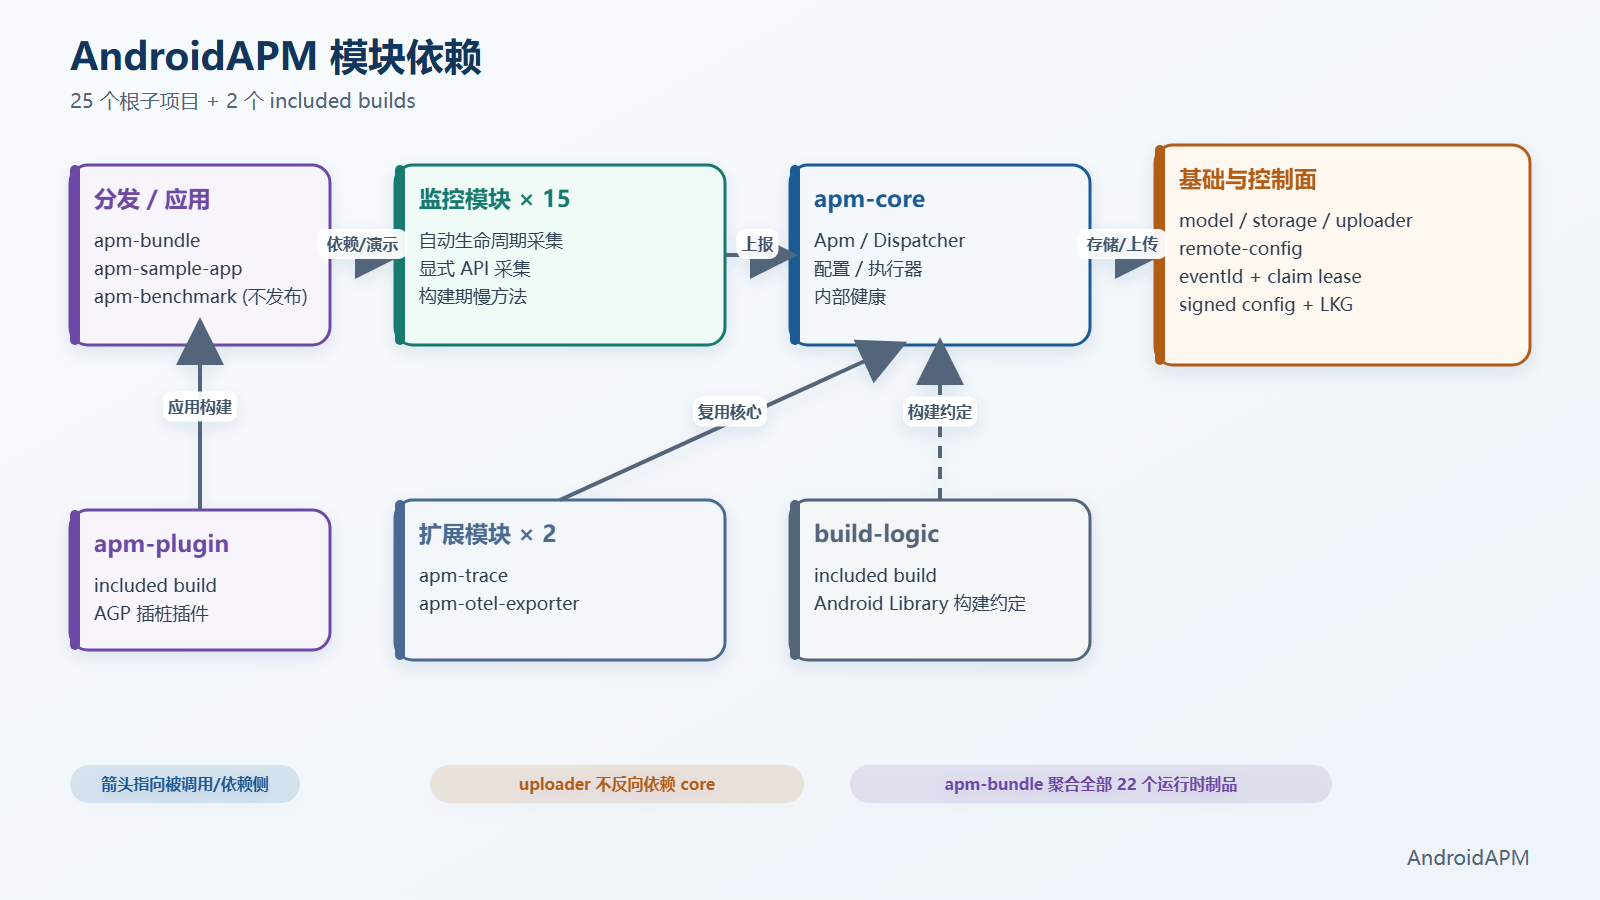 AndroidAPM 模块依赖
25 个根子项目 + 2 个 included builds
分发 / 应用
apm-bundle
apm-sample-app
apm-benchmark (不发布)
依赖/演示
监控模块 × 15
自动生命周期采集
显式 API 采集
构建期慢方法
上报
apm-core
Apm / Dispatcher
配置 / 执行器
内部健康
存储/上传
基础与控制面
model / storage / uploader
remote-config
eventId + claim lease
signed config + LKG
应用构建
复用核心
构建约定
apm-plugin
included build
AGP 插桩插件
扩展模块 × 2
apm-trace
apm-otel-exporter
build-logic
included build
Android Library 构建约定
箭头指向被调用/依赖侧
uploader 不反向依赖 core
apm-bundle 聚合全部 22 个运行时制品
AndroidAPM